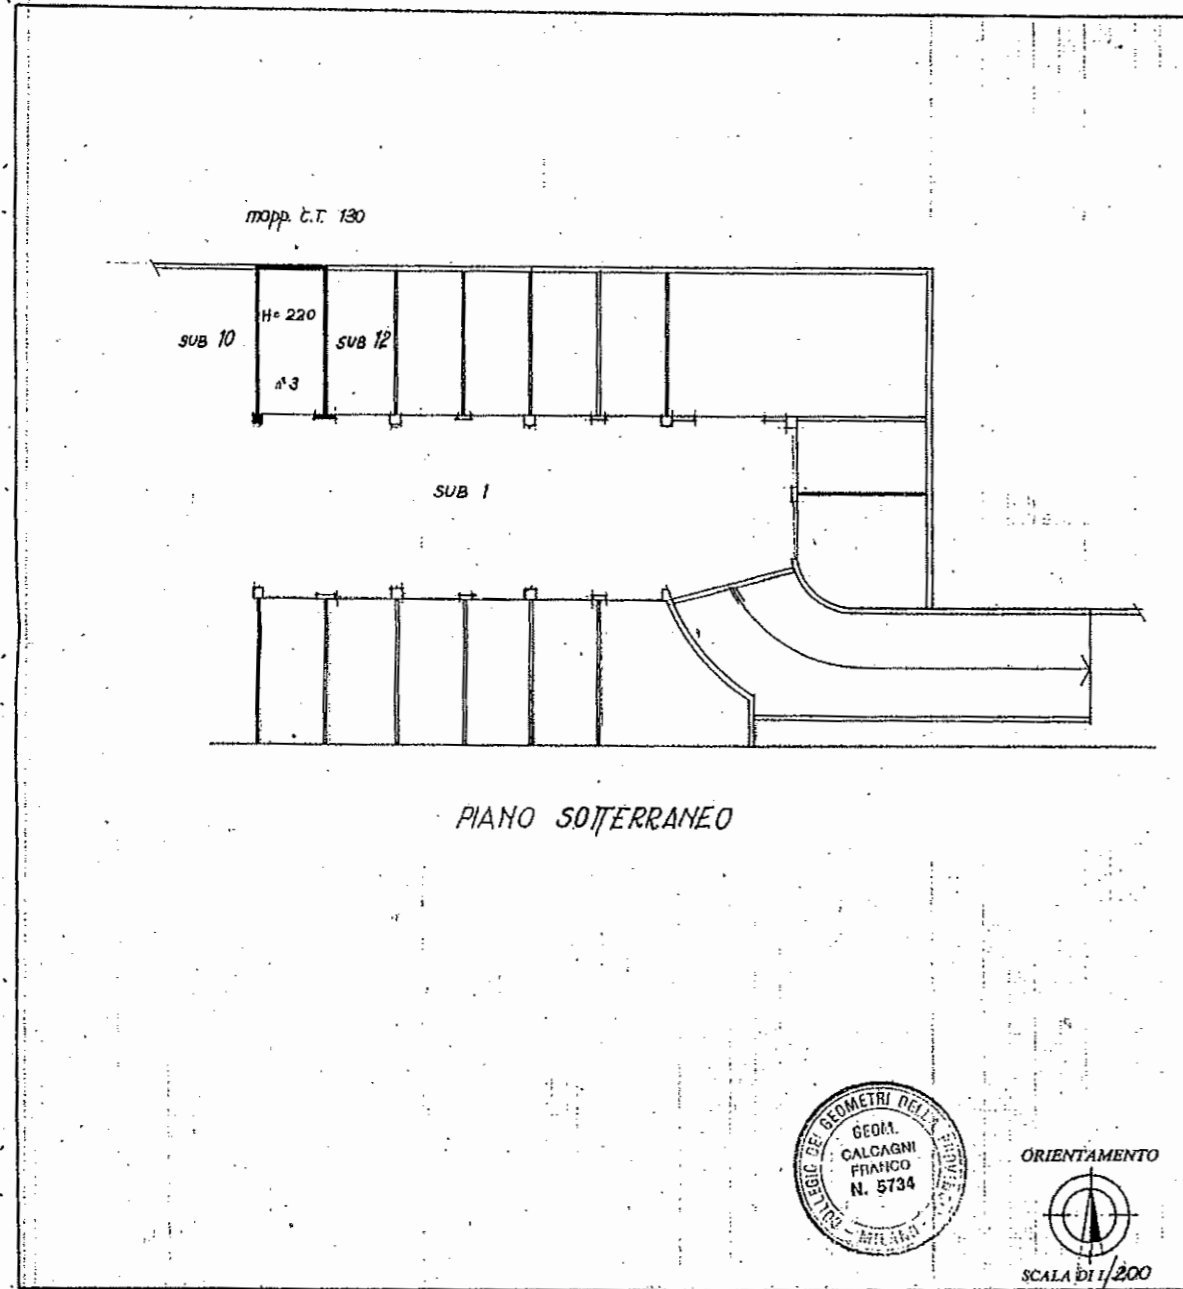 mapp. C.T. 130
SUB 10
H= 220
SUB 12
n° 3
SUB 1
PIANO SOTTERRANEO
COLLEGIO DEI GEOMETRI DELLA
MILANO
GEOM.
CALCAGNI
FRANCO
N. 5734
ORIENTAMENTO
SCALA DI 1/200